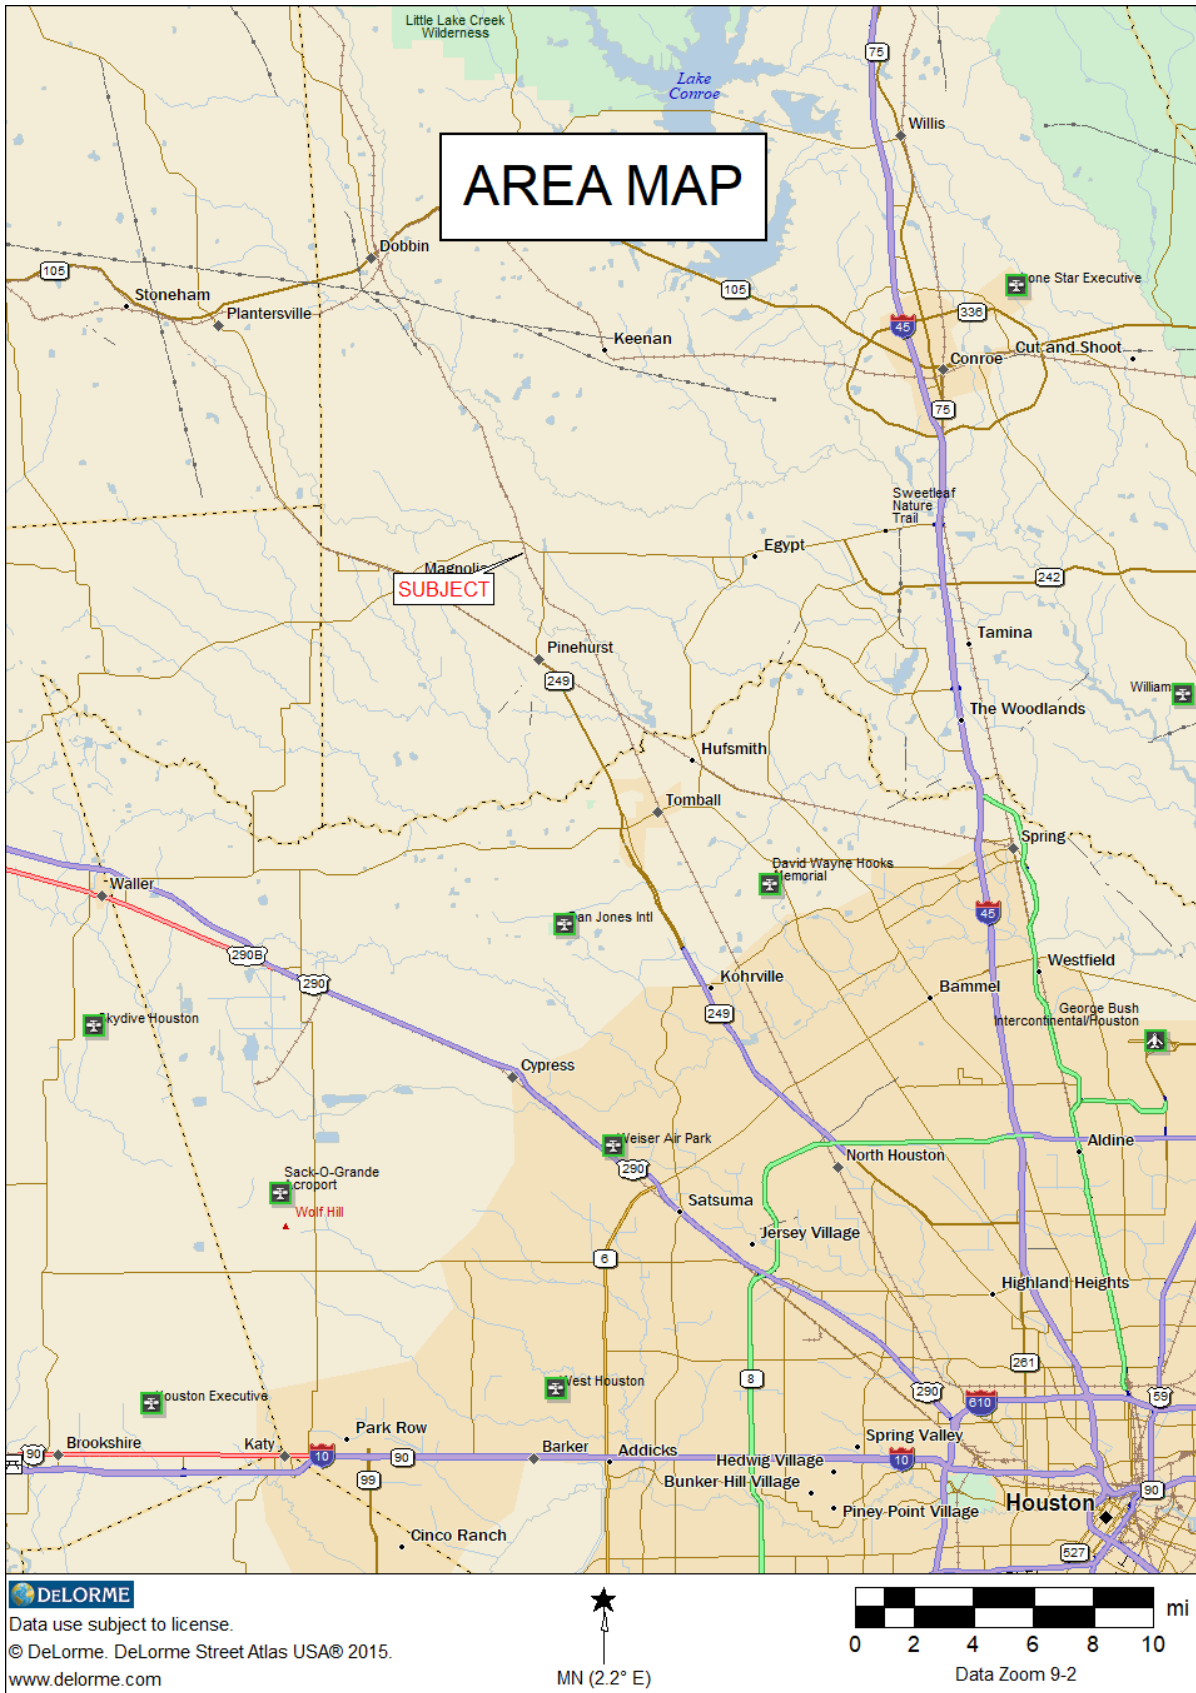 Little Lake Creek
Wilderness
75
Lake
Conroe
Willis
AREA MAP
Dobbin
105
Stoneham
Plantersville
105
Lone Star Executive
336
45
Keenan
Cut and Shoot
Conroe
75
Sweetleaf
Nature
Trail
Egypt
Magnolia
SUBJECT
242
Tamina
Pinehurst
249
William
The Woodlands
Hufsmith
Tomball
Spring
David Wayne Hooks
Memorial
Waller
Dan Jones Intl
45
290B
290
Westfield
Kohrville
Bammel
249
George Bush
Intercontinental/Houston
Skydive Houston
Cypress
Weiser Air Park
290
Aldine
North Houston
Sack-O-Grande
Acroport
Wolf Hill
Satsuma
Jersey Village
6
Highland Heights
261
8
West Houston
Houston Executive
290
610
59
Park Row
Brookshire
Katy
90
10
90
Barker
Addicks
Spring Valley
Hedwig Village
10
Bunker Hill Village
99
90
Piney Point Village
Houston
Cinco Ranch
527
DELORME
Data use subject to license.
© DeLorme. DeLorme Street Atlas USA® 2015.
www.delorme.com
MN (2.2° E)
mi
0 2 4 6 8 10
Data Zoom 9-2